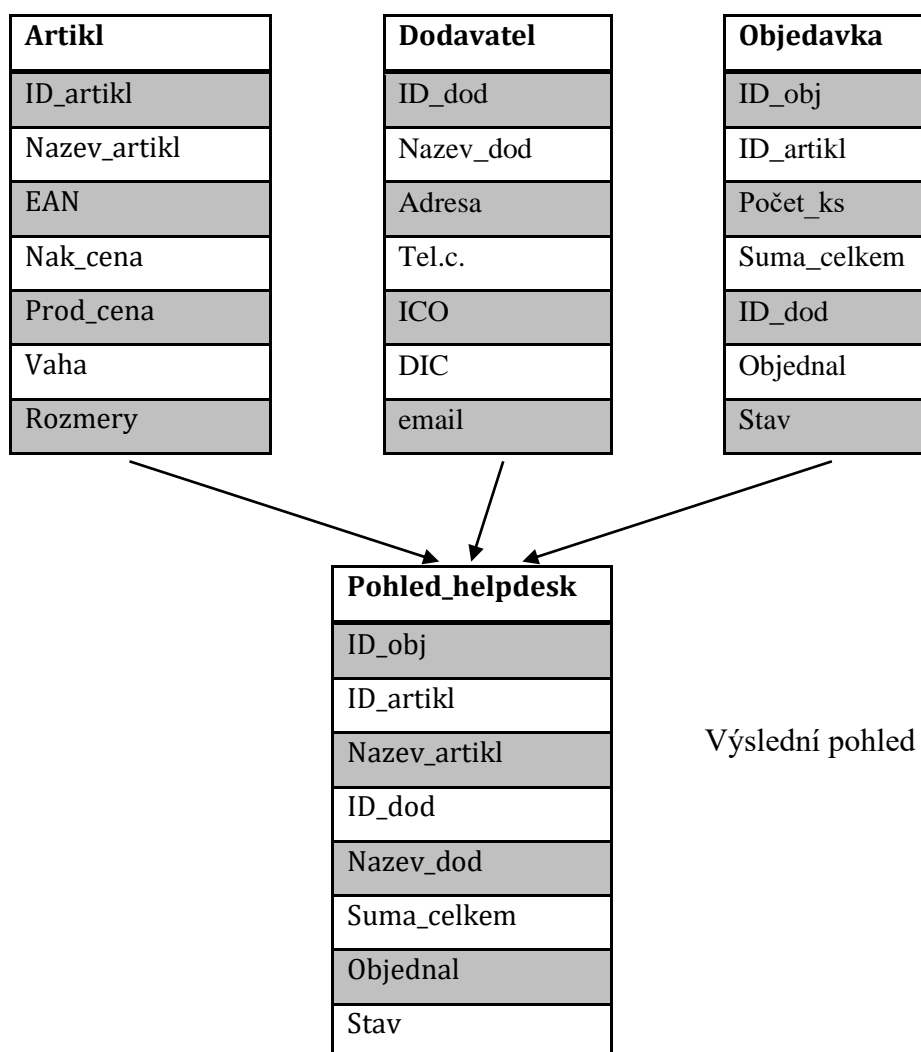 Artikl
ID_artikl
Nazev_artikl
EAN
Nak_cena
Prod_cena
Vaha
Rozmery
Dodavatel
ID_dod
Nazev_dod
Adresa
Tel.c.
ICO
DIC
email
Objedavka
ID_obj
ID_artikl
Počet_ks
Suma_celkem
ID_dod
Objednal
Stav
Pohled_helpdesk
ID_obj
ID_artikl
Nazev_artikl
ID_dod
Nazev_dod
Suma_celkem
Objednal
Stav
Výslední pohled